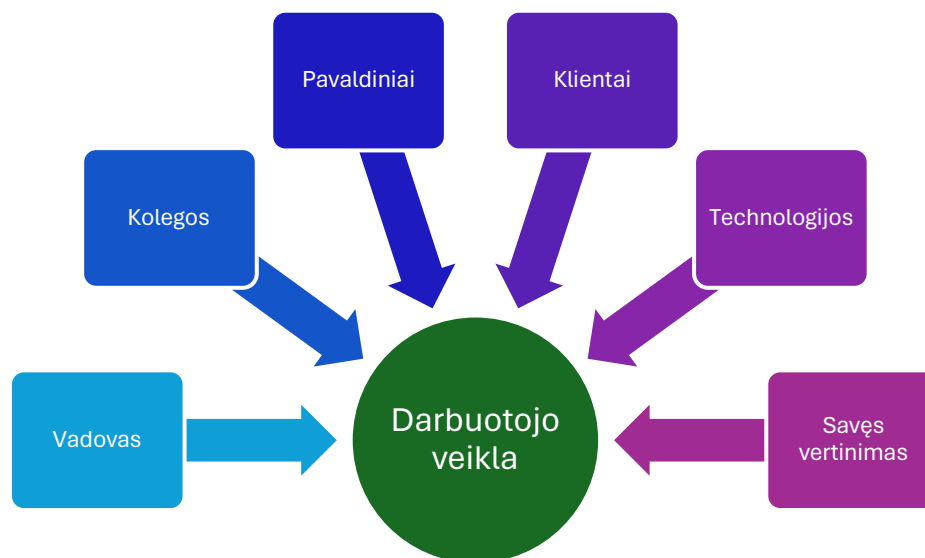 Pavaldiniai
Klientai
Kolegos
Technologijos
Vadovas
Darbuotojo
veikla
Savęs
vertinimas